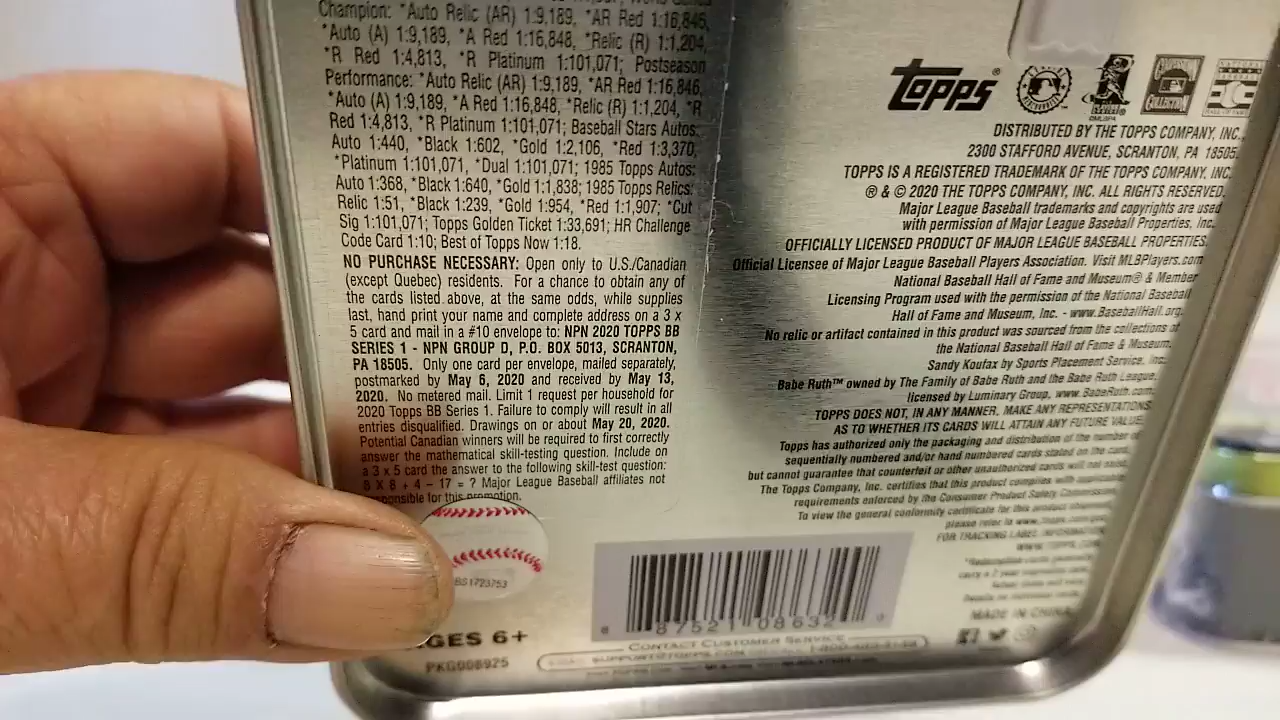 Champion: *Auto Relic (AR) 1:9,189, *AR Red 1:16,846,
*Auto (A) 1:9,189, *A Red 1:16,848, *Relic (R) 1:1,204,
*R Red 1:4,813, *R Platinum 1:101,071; Postseason
Performance: *Auto Relic (AR) 1:9,189, *AR Red 1:16,846,
*Auto (A) 1:9,189, *A Red 1:16,848, *Relic (R) 1:1,204, *R
Red 1:4,813, *R Platinum 1:101,071; Baseball Stars Autos:
Auto 1:440, *Black 1:602, *Gold 1:2,106, *Red 1:3,370,
*Platinum 1:101,071, *Dual 1:101,071; 1985 Topps Autos:
Auto 1:368, *Black 1:640, *Gold 1:1,838; 1985 Topps Relics:
Relic 1:51, *Black 1:239, *Gold 1:954, *Red 1:1,907; *Cut
Sig 1:101,071; Topps Golden Ticket 1:33,691; HR Challenge
Code Card 1:10; Best of Topps Now 1:18.
NO PURCHASE NECESSARY: Open only to U.S./Canadian
(except Quebec) residents. For a chance to obtain any of
the cards listed above, at the same odds, while supplies
last, hand print your name and complete address on a 3 x
5 card and mail in a #10 envelope to: NPN 2020 TOPPS BB
SERIES 1 - NPN GROUP D, P.O. BOX 5013, SCRANTON,
PA 18505. Only one card per envelope, mailed separately,
postmarked by May 6, 2020 and received by May 13,
2020. No metered mail. Limit 1 request per household for
2020 Topps BB Series 1. Failure to comply will result in all
entries disqualified. Drawings on or about May 20, 2020.
Potential Canadian winners will be required to first correctly
answer the mathematical skill-testing question. Include on
a 3 x 5 card the answer to the following skill-test question:
8 X 8 + 4 – 17 = ? Major League Baseball affiliates not
responsible for this promotion.
BS1723753
AGES 6+
PKG008925
Topps®
DISTRIBUTED BY THE TOPPS COMPANY, INC.,
2300 STAFFORD AVENUE, SCRANTON, PA 18505.
TOPPS IS A REGISTERED TRADEMARK OF THE TOPPS COMPANY, INC.
® & © 2020 THE TOPPS COMPANY, INC. ALL RIGHTS RESERVED.
Major League Baseball trademarks and copyrights are used
with permission of Major League Baseball Properties, Inc.
OFFICIALLY LICENSED PRODUCT OF MAJOR LEAGUE BASEBALL PROPERTIES.
Official Licensee of Major League Baseball Players Association. Visit MLBPlayers.com
National Baseball Hall of Fame and Museum® & Member
Licensing Program used with the permission of the National Baseball
Hall of Fame and Museum, Inc. - www.BaseballHall.org.
No relic or artifact contained in this product was sourced from the collections of
the National Baseball Hall of Fame & Museum.
Sandy Koufax by Sports Placement Service, Inc.
Babe Ruth™ owned by The Family of Babe Ruth and the Babe Ruth League,
licensed by Luminary Group, www.BabeRuth.com
TOPPS DOES NOT, IN ANY MANNER, MAKE ANY REPRESENTATIONS
AS TO WHETHER ITS CARDS WILL ATTAIN ANY FUTURE VALUE.
Topps has authorized only the packaging and distribution of the number of
sequentially numbered and/or hand numbered cards stated on the card,
but cannot guarantee that counterfeit or other unauthorized cards will not exist.
The Topps Company, Inc. certifies that this product complies with applicable
requirements enforced by the Consumer Product Safety Commission.
To view the general conformity certificate for this product
please refer to
FOR TRACKING LABEL INFORMATION
MADE IN CHINA
87521 08632
CONTACT CUSTOMER SERVICE
SUPPORT@TOPPS.COM